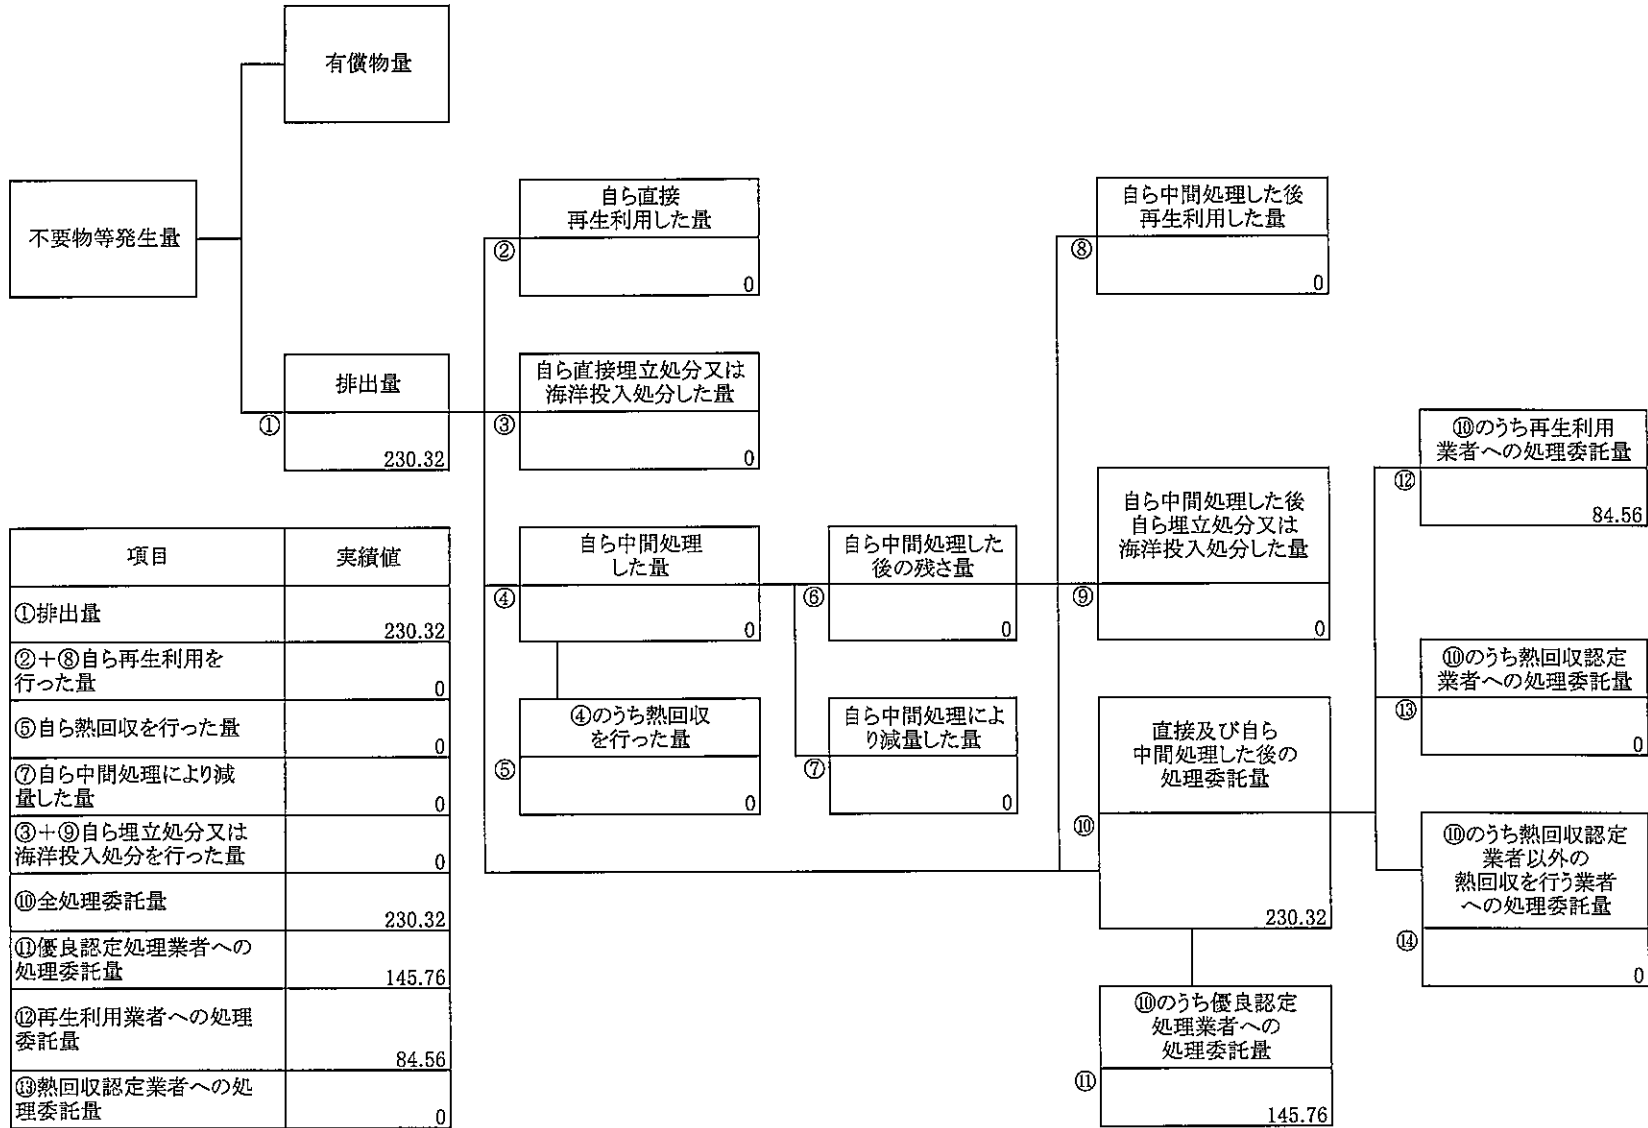 有償物量
不要物等発生量
排出量
①
230.32
自ら直接
再生利用した量
②
0
自ら直接埋立処分又は
海洋投入処分した量
③
0
自ら中間処理
した量
④
0
④のうち熱回収
を行った量
⑤
0
自ら中間処理した
後の残さ量
⑥
0
自ら中間処理によ
り減量した量
⑦
0
自ら中間処理した後
再生利用した量
⑧
0
自ら中間処理した後
自ら埋立処分又は
海洋投入処分した量
⑨
0
直接及び自ら
中間処理した後の
処理委託量
⑩
230.32
⑩のうち優良認定
処理業者への
処理委託量
⑪
145.76
⑩のうち再生利用
業者への処理委託量
⑫
84.56
⑩のうち熱回収認定
業者への処理委託量
⑬
0
⑩のうち熱回収認定
業者以外の
熱回収を行う業者
への処理委託量
⑭
0
項目 実績値
①排出量 230.32
②+⑧自ら再生利用を
行った量 0
⑤自ら熱回収を行った量 0
⑦自ら中間処理により減
量した量 0
③+⑨自ら埋立処分又は
海洋投入処分を行った量 0
⑩全処理委託量 230.32
⑪優良認定処理業者への
処理委託量 145.76
⑫再生利用業者への処理
委託量 84.56
⑬熱回収認定業者への処
理委託量 0